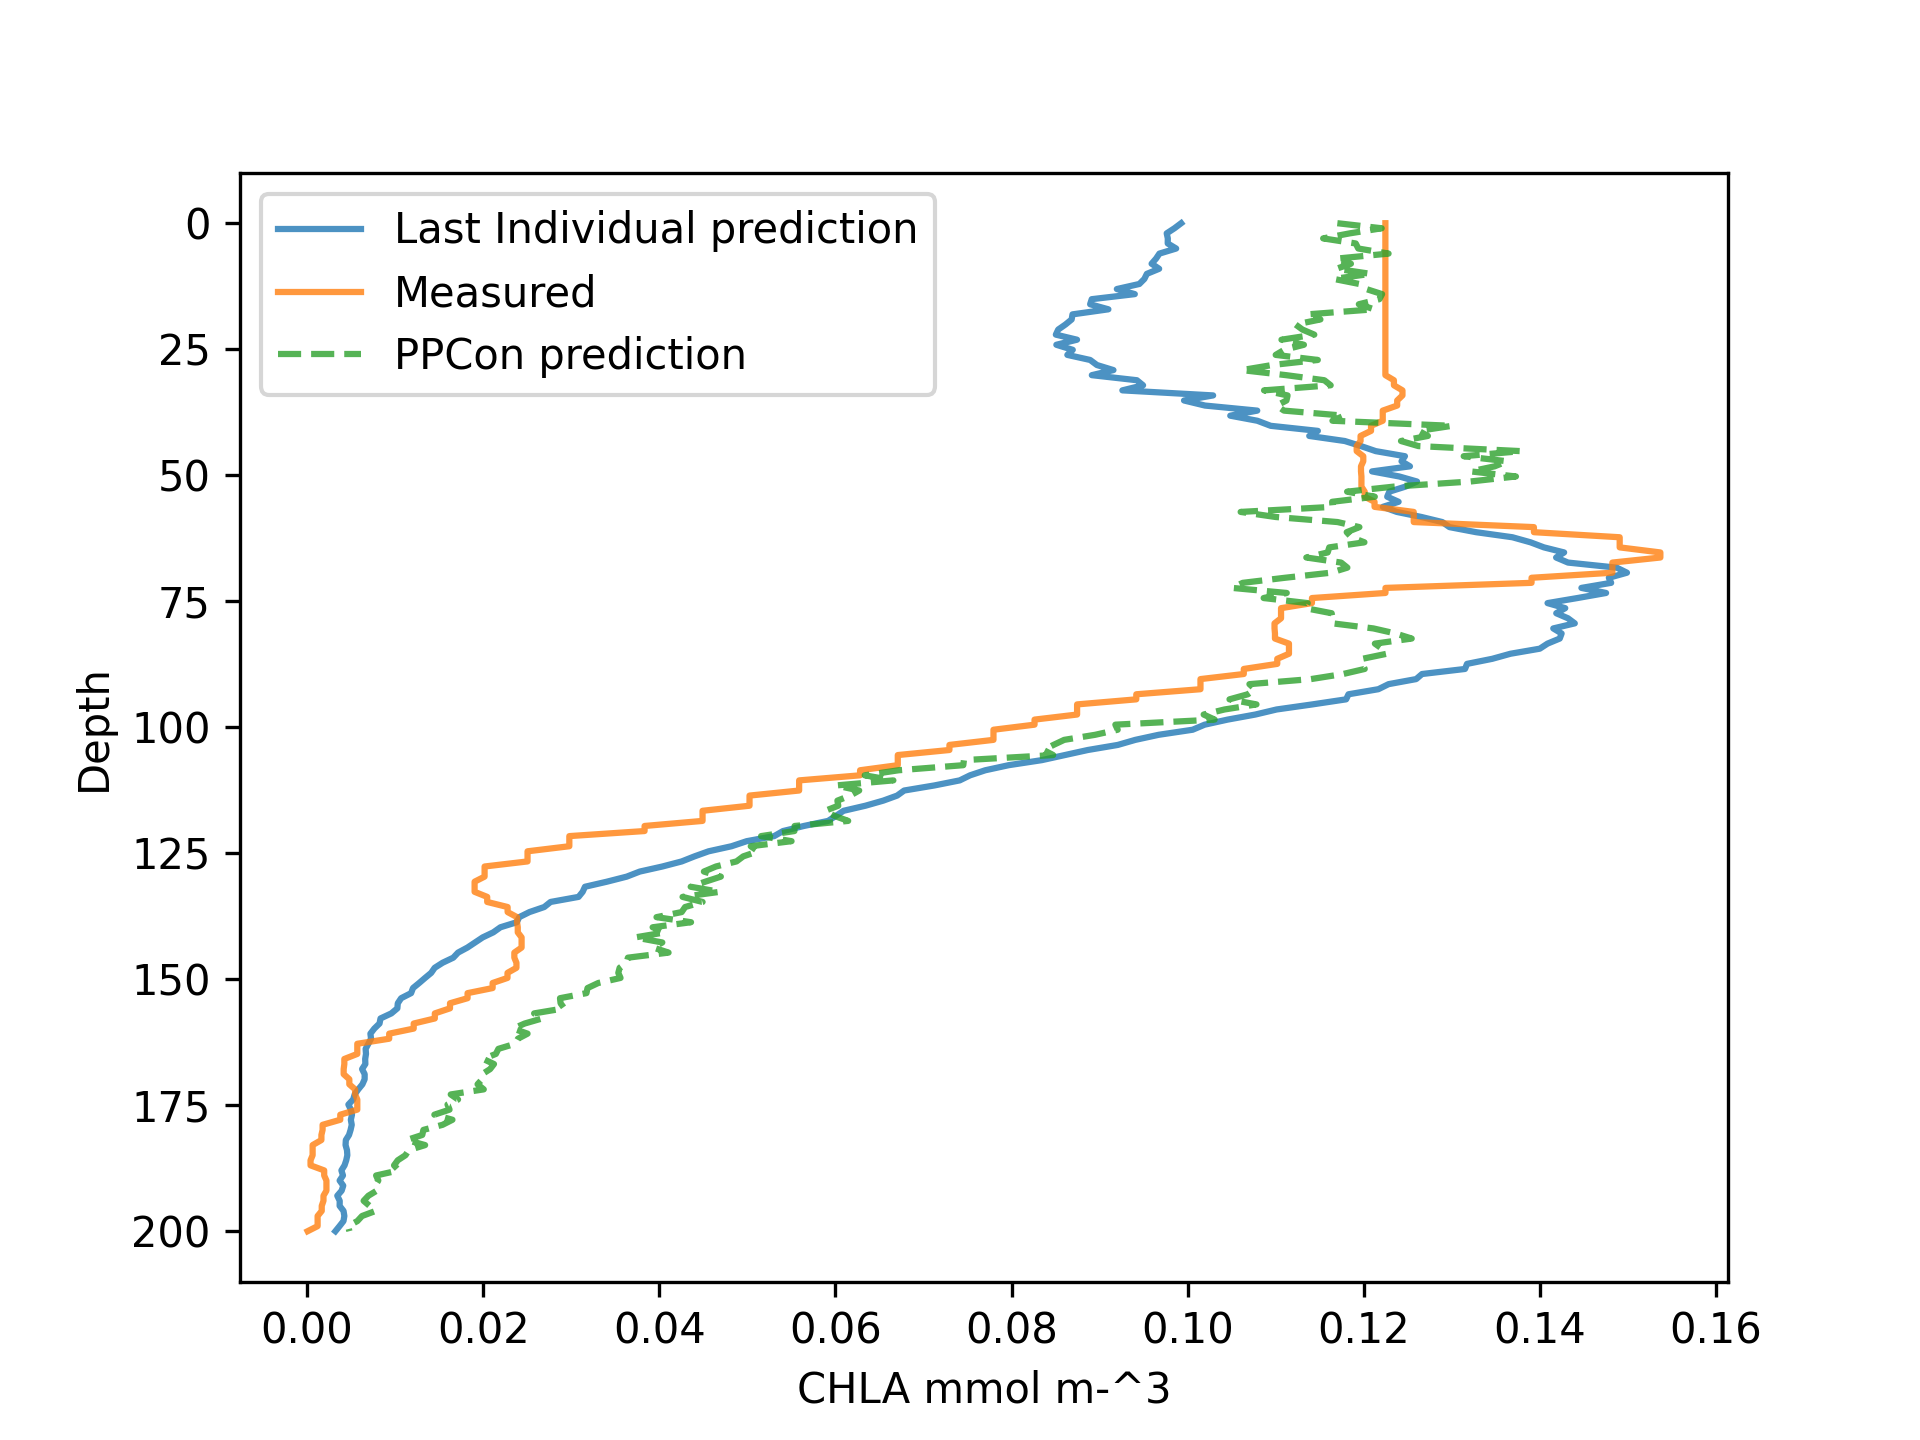 Last Individual prediction
Measured
PPCon prediction
0
25
50
75
100
125
150
175
200
Depth
0.00 0.02 0.04 0.06 0.08 0.10 0.12 0.14 0.16
CHLA mmol m-^3